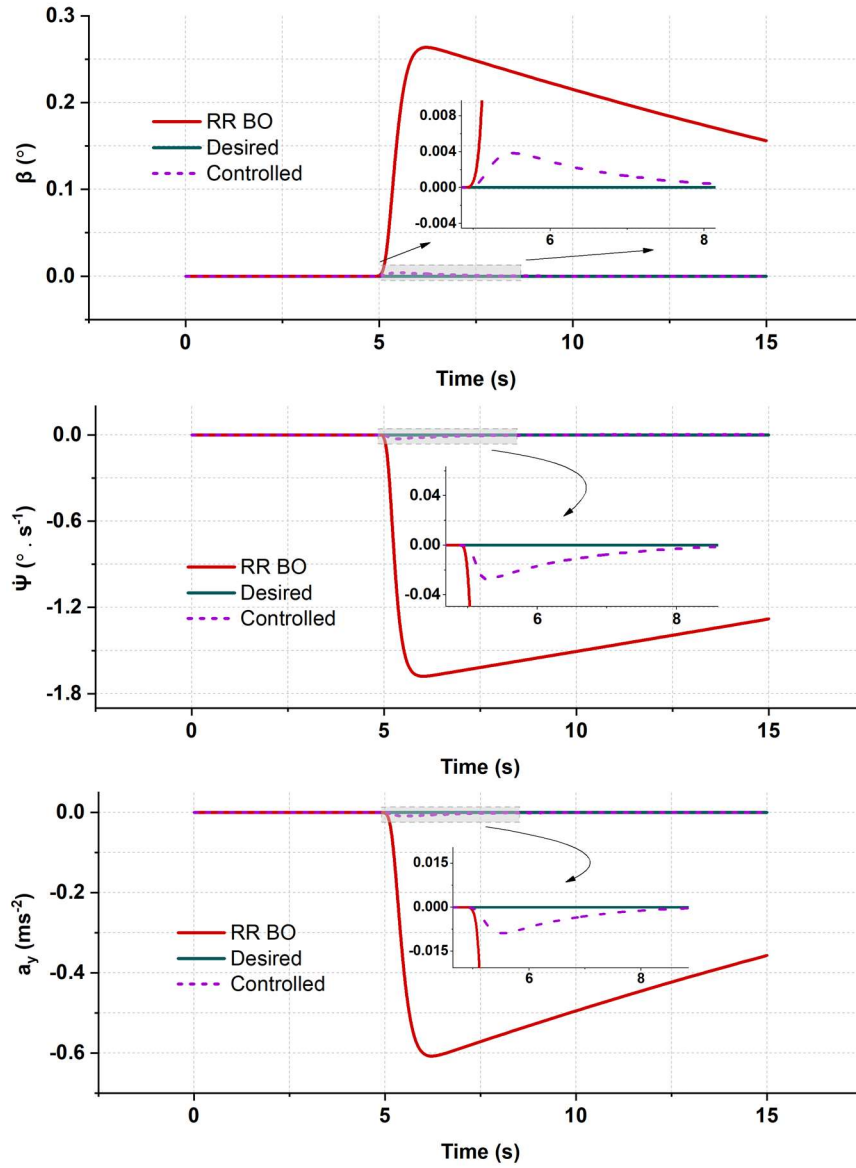 0.3
0.2
0.1
0.0
β (°)
RR BO
Desired
Controlled
0.008
0.004
0.000
-0.004
6 8
0 5 10 15
Time (s)
0.0
-0.6
-1.2
-1.8
Ψ̇ (° . s-1)
RR BO
Desired
Controlled
0.04
0.00
-0.04
6 8
0 5 10 15
Time (s)
0.0
-0.2
-0.4
-0.6
ay (ms-2)
RR BO
Desired
Controlled
0.015
0.000
-0.015
6 8
0 5 10 15
Time (s)